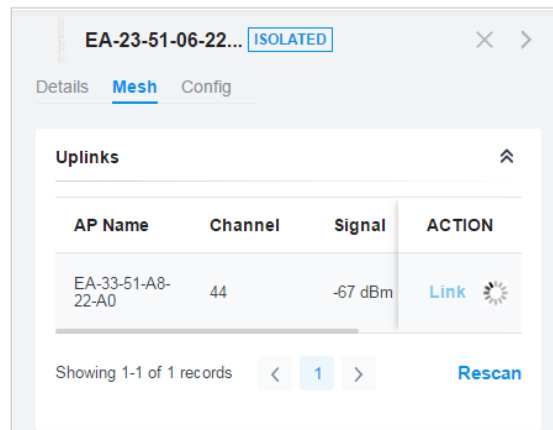 EA-23-51-06-22... ISOLATED
Details Mesh Config
Uplinks
AP Name Channel Signal ACTION
EA-33-51-A8-
22-A0 44 -67 dBm Link
Showing 1-1 of 1 records 1 Rescan